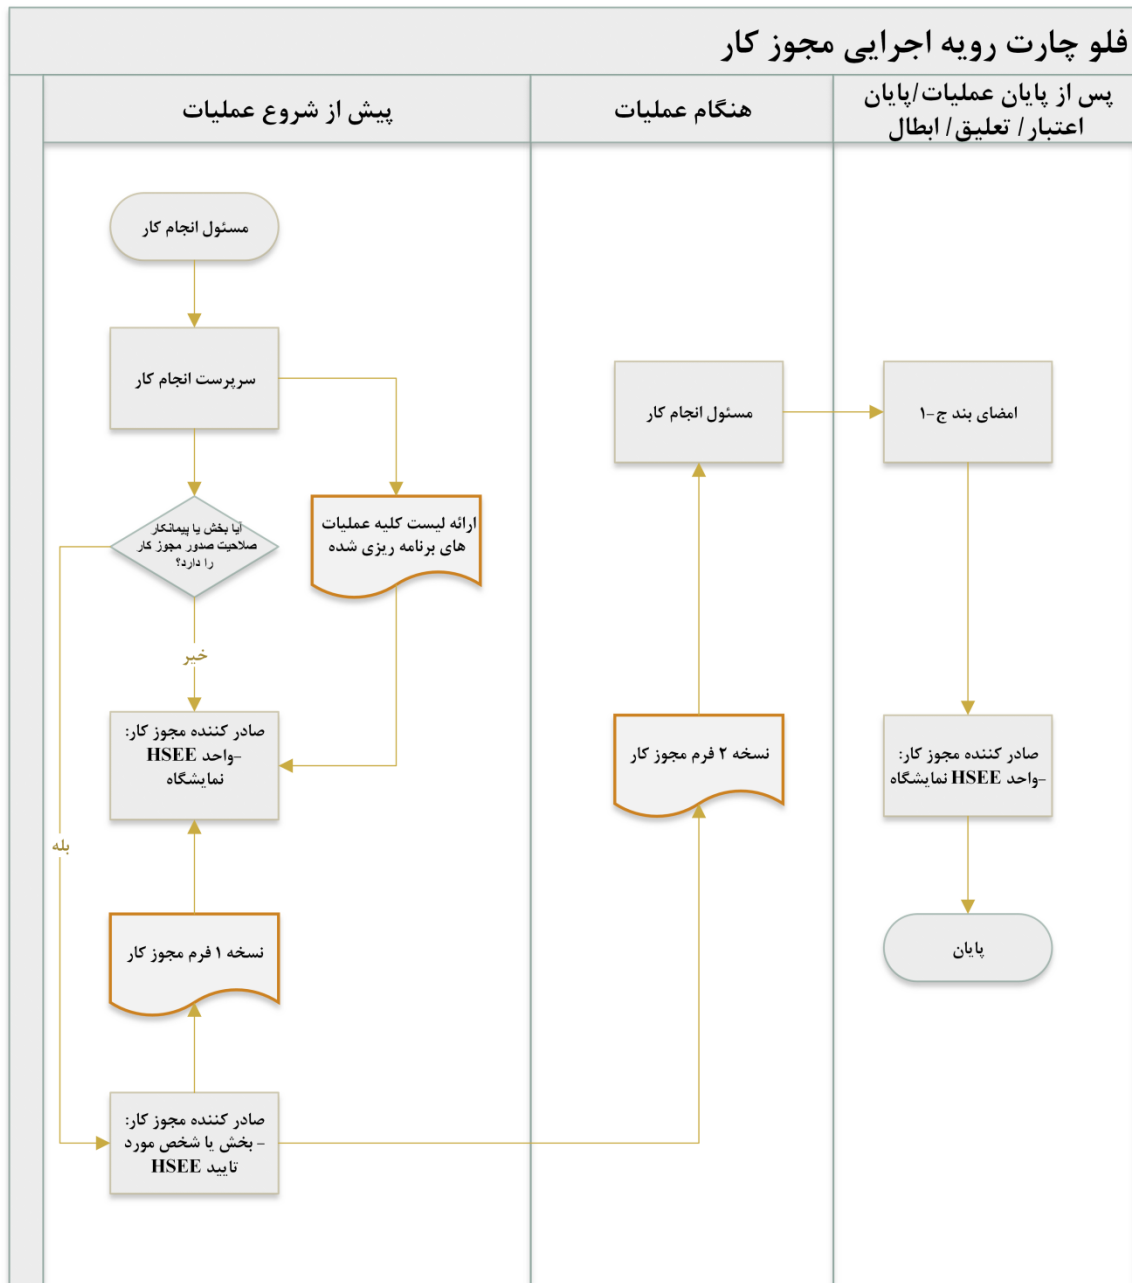 فلو چارت رویه اجرایی مجوز کار
پیش از شروع عملیات
هنگام عملیات
پس از پایان عملیات/پایان
اعتبار/ تعلیق/ ابطال
مسئول انجام کار
سرپرست انجام کار
آیا بخش یا پیمانکار
صلاحیت صدور مجوز کار
را دارد؟
ارائه لیست کلیه عملیات
های برنامه ریزی شده
خیر
بله
صادر کننده مجوز کار:
-واحد HSEE
نمایشگاه
نسخه ۱ فرم مجوز کار
صادر کننده مجوز کار:
- بخش یا شخص مورد
تایید HSEE
نسخه ۲ فرم مجوز کار
مسئول انجام کار
امضای بند ج-۱
صادر کننده مجوز کار:
-واحد HSEE نمایشگاه
پایان